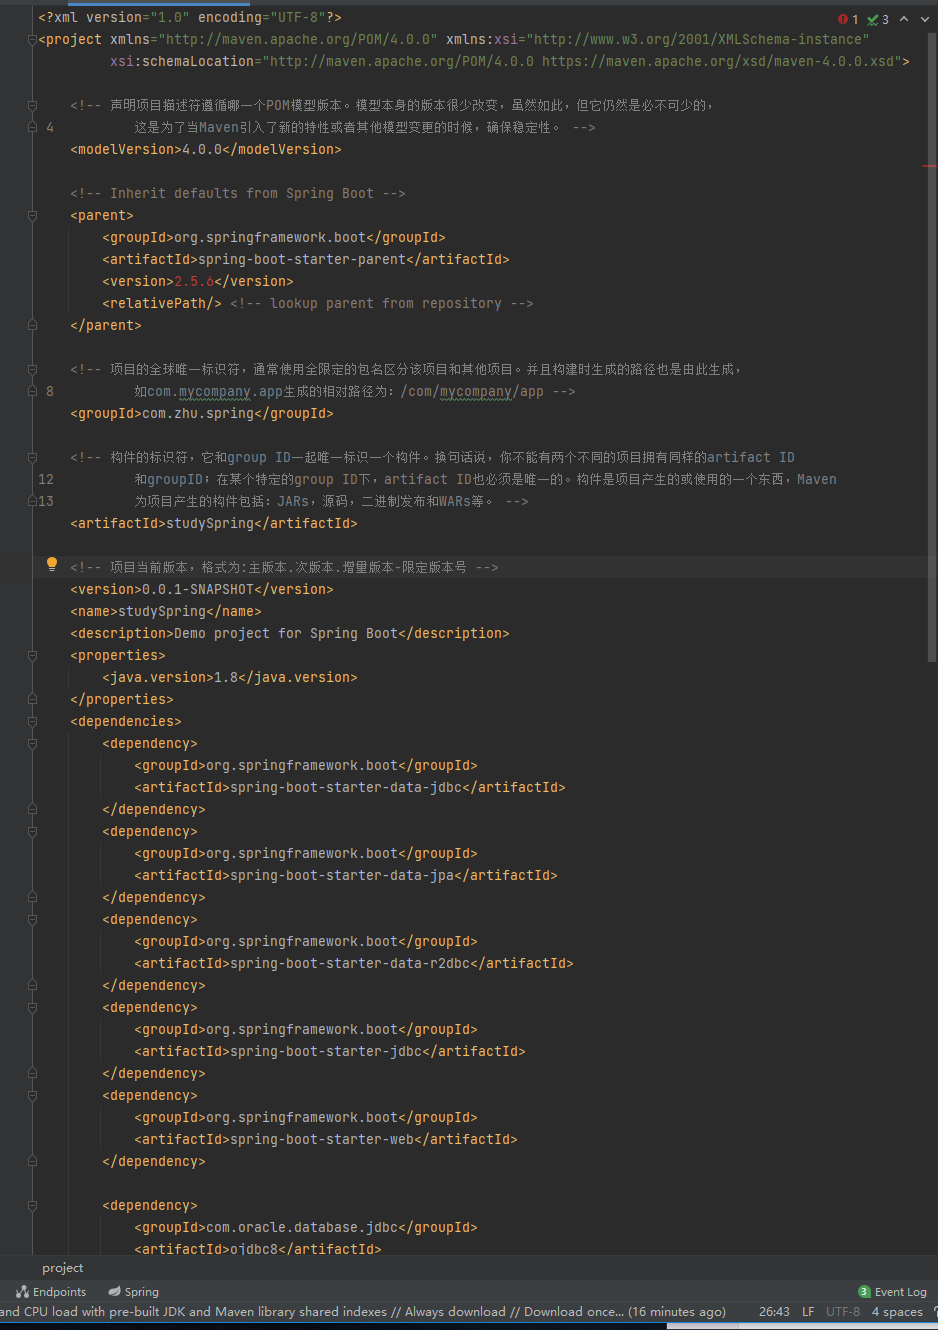 <?xml version="1.0" encoding="UTF-8"?>
1 3
<project xmlns="http://maven.apache.org/POM/4.0.0" xmlns:xsi="http://www.w3.org/2001/XMLSchema-instance"
xsi:schemaLocation="http://maven.apache.org/POM/4.0.0 https://maven.apache.org/xsd/maven-4.0.0.xsd">
<!-- 声明项目描述符遵循哪一个POM模型版本。模型本身的版本很少改变，虽然如此，但它仍然是必不可少的，
4 这是为了当Maven引入了新的特性或者其他模型变更的时候，确保稳定性。 -->
<modelVersion>4.0.0</modelVersion>
<!-- Inherit defaults from Spring Boot -->
<parent>
<groupId>org.springframework.boot</groupId>
<artifactId>spring-boot-starter-parent</artifactId>
<version>2.5.6</version>
<relativePath/> <!-- lookup parent from repository -->
</parent>
<!-- 项目的全球唯一标识符，通常使用全限定的包名区分该项目和其他项目。并且构建时生成的路径也是由此生成，
8 如com.mycompany.app生成的相对路径为：/com/mycompany/app -->
<groupId>com.zhu.spring</groupId>
<!-- 构件的标识符，它和group ID一起唯一标识一个构件。换句话说，你不能有两个不同的项目拥有同样的artifact ID
12 和groupID；在某个特定的group ID下，artifact ID也必须是唯一的。构件是项目产生的或使用的一个东西，Maven
13 为项目产生的构件包括：JARs，源码，二进制发布和WARs等。 -->
<artifactId>studySpring</artifactId>
<!-- 项目当前版本，格式为:主版本.次版本.增量版本-限定版本号 -->
<version>0.0.1-SNAPSHOT</version>
<name>studySpring</name>
<description>Demo project for Spring Boot</description>
<properties>
<java.version>1.8</java.version>
</properties>
<dependencies>
<dependency>
<groupId>org.springframework.boot</groupId>
<artifactId>spring-boot-starter-data-jdbc</artifactId>
</dependency>
<dependency>
<groupId>org.springframework.boot</groupId>
<artifactId>spring-boot-starter-data-jpa</artifactId>
</dependency>
<dependency>
<groupId>org.springframework.boot</groupId>
<artifactId>spring-boot-starter-data-r2dbc</artifactId>
</dependency>
<dependency>
<groupId>org.springframework.boot</groupId>
<artifactId>spring-boot-starter-jdbc</artifactId>
</dependency>
<dependency>
<groupId>org.springframework.boot</groupId>
<artifactId>spring-boot-starter-web</artifactId>
</dependency>
<dependency>
<groupId>com.oracle.database.jdbc</groupId>
<artifactId>ojdbc8</artifactId>
project
Endpoints Spring 3 Event Log
and CPU load with pre-built JDK and Maven library shared indexes // Always download // Download once... (16 minutes ago) 26:43 LF UTF-8 4 spaces